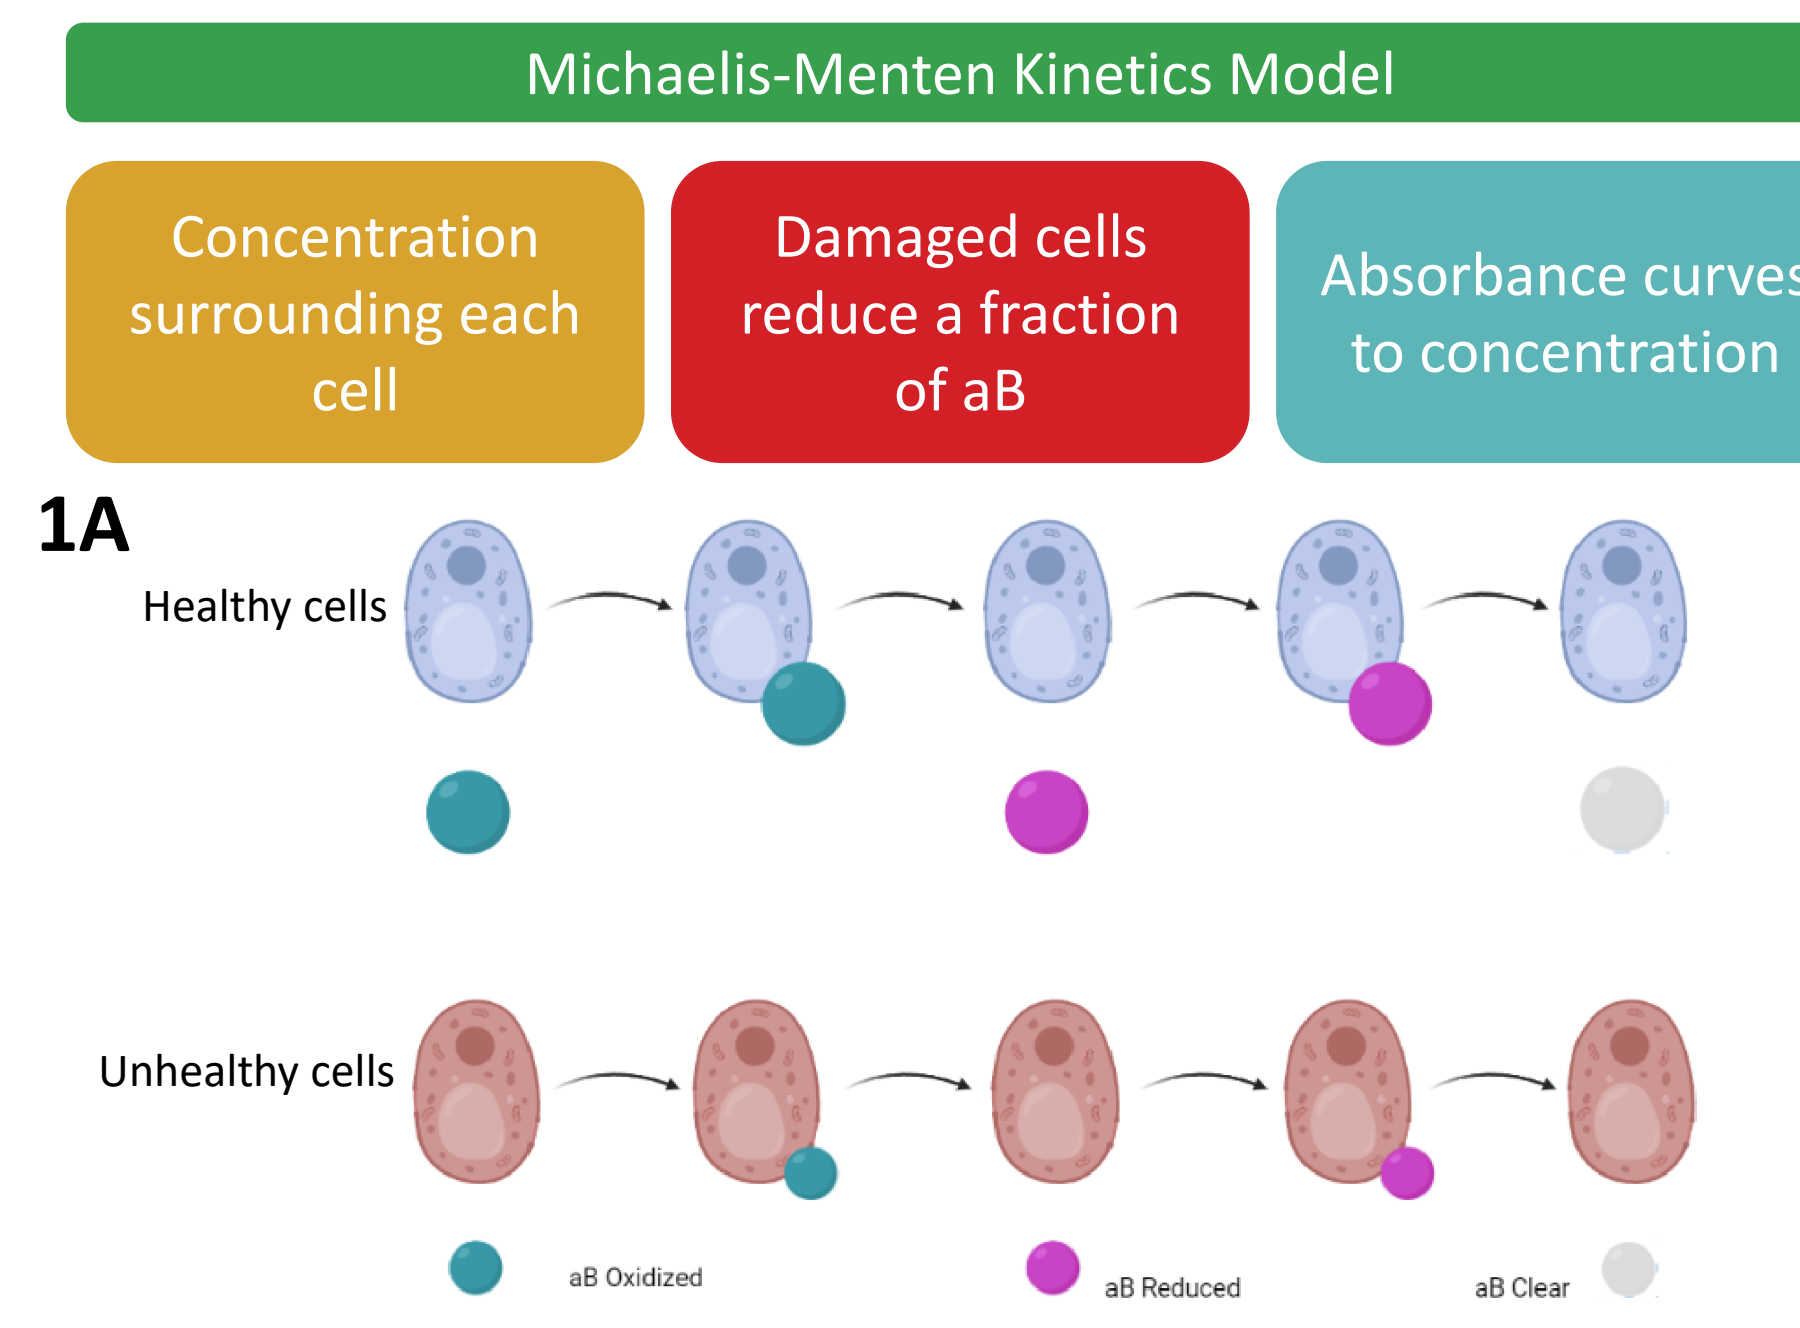 Michaelis-Menten Kinetics Model
Concentration
surrounding each
cell
Damaged cells
reduce a fraction
of aB
Absorbance curves
to concentration
1A
Healthy cells
Unhealthy cells
aB Oxidized
aB Reduced
aB Clear